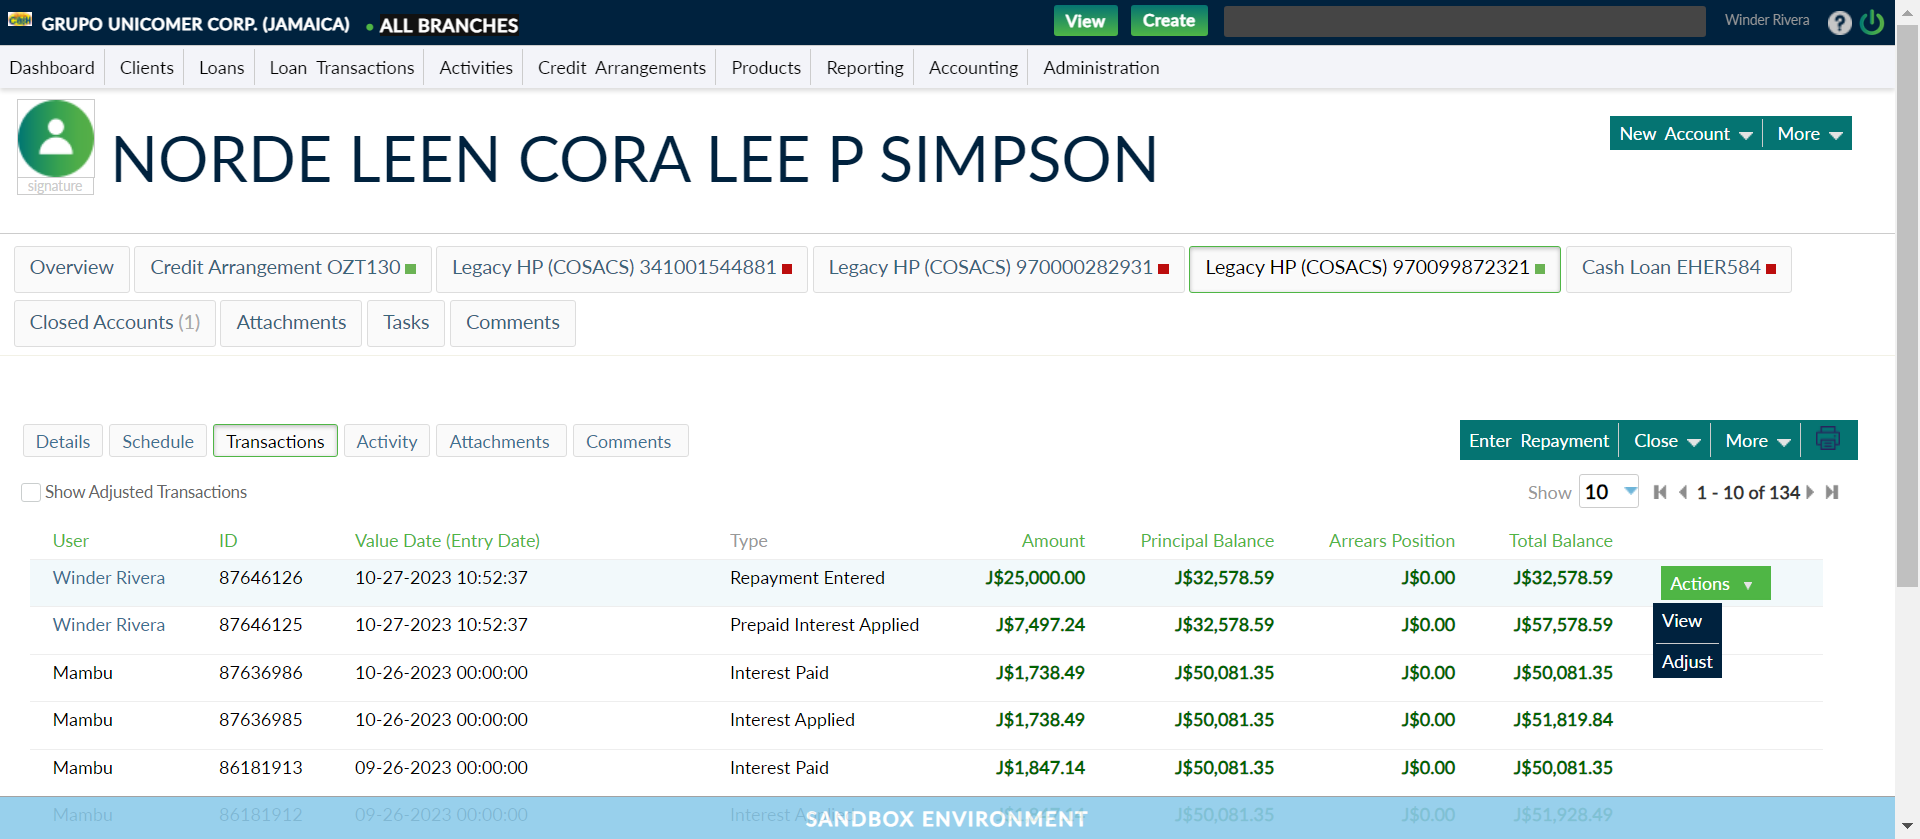 Cash GRUPO UNICOMER CORP. (JAMAICA) ALL BRANCHES View Create Winder Rivera ?
Dashboard Clients Loans Loan Transactions Activities Credit Arrangements Products Reporting Accounting Administration
signature
NORDE LEEN CORA LEE P SIMPSON
New Account More
Overview Credit Arrangement OZT130 Legacy HP (COSACS) 341001544881 Legacy HP (COSACS) 970000282931 Legacy HP (COSACS) 970099872321 Cash Loan EHER584
Closed Accounts (1) Attachments Tasks Comments
Details Schedule Transactions Activity Attachments Comments Enter Repayment Close More
Show Adjusted Transactions Show 10 1 - 10 of 134
User ID Value Date (Entry Date) Type Amount Principal Balance Arrears Position Total Balance
Winder Rivera 87646126 10-27-2023 10:52:37 Repayment Entered J$25,000.00 J$32,578.59 J$0.00 J$32,578.59 Actions
Winder Rivera 87646125 10-27-2023 10:52:37 Prepaid Interest Applied J$7,497.24 J$32,578.59 J$0.00 J$57,578.59 View
Adjust
Mambu 87636986 10-26-2023 00:00:00 Interest Paid J$1,738.49 J$50,081.35 J$0.00 J$50,081.35
Mambu 87636985 10-26-2023 00:00:00 Interest Applied J$1,738.49 J$50,081.35 J$0.00 J$51,819.84
Mambu 86181913 09-26-2023 00:00:00 Interest Paid J$1,847.14 J$50,081.35 J$0.00 J$50,081.35
Mambu 86181912 09-26-2023 00:00:00 Interest J$50,081.35 J$0.00 J$51,928.49
SANDBOX ENVIRONMENT